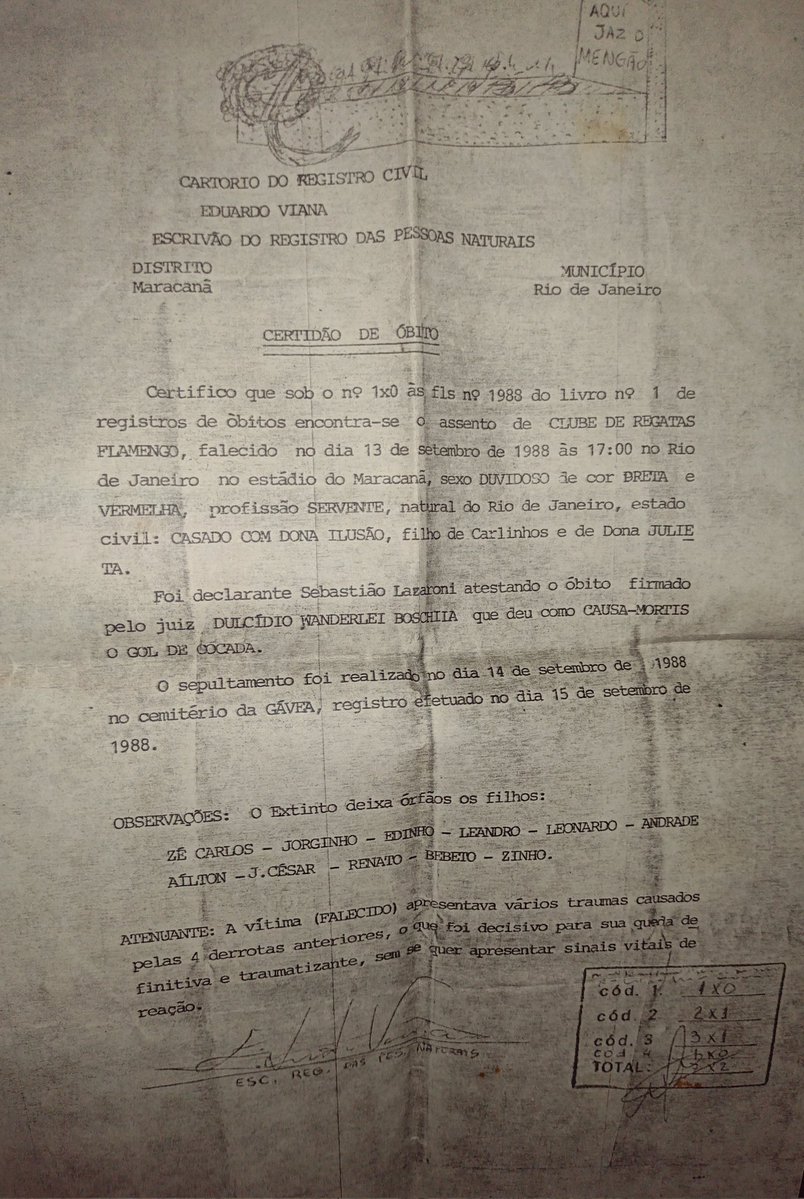 AQUI
JAZ O
MENGÃO
CARTORIO DO REGISTRO CIVIL
EDUARDO VIANA
ESCRIVÃO DO REGISTRO DAS PESSOAS NATURAIS
DISTRITO MUNICÍPIO
Maracanã Rio de Janeiro
CERTIDÃO DE ÓBITO
Certifico que sob o nº 1x0 às fls nº 1988 do livro nº 1 de
registros de òbitos encontra-se o assento de CLUBE DE REGATAS
FLAMENGO, falecido no dia 13 de setembro de 1988 às 17:00 no Rio
de Janeiro no estádio do Maracanã, sexo DUVIDOSO de cor PRETA e
VERMELHA, profissão SERVENTE, natural do Rio de Janeiro, estado
civil: CASADO COM DONA ILUSÃO, filho de Carlinhos e de Dona JULIE
TA.
Foi declarante Sebastião Lazaroni atestando o óbito firmado
pelo juiz DULCÍDIO WANDERLEI BOSCHIIA que deu como CAUSA-MORTIS
O GOL DE COCADA.
O sepultamento foi realizado no dia 14 de setembro de 1988
no cemitério da GÁVEA, registro efetuado no dia 15 de setembro de
1988.
OBSERVAÇÕES: O Extinto deixa órfãos os filhos:
ZÉ CARLOS - JORGINHO - EDINHO - LEANDRO - LEONARDO - ANDRADE
AÍLTON -J.CÉSAR - RENATO - BEBETO - ZINHO.
ATENUANTE: A vítima (FALECIDO) apresentava vários traumas causados
pelas 4 derrotas anteriores, o que foi decisivo para sua queda de
finitiva e traumatizante, sem se quer apresentar sinais vitais de
reação.
ESC. REG. DAS PES. NATURAIS
cód. 1 1x0
cód. 2 2x1
cód. 3 3x1
cód 4
TOTAL: